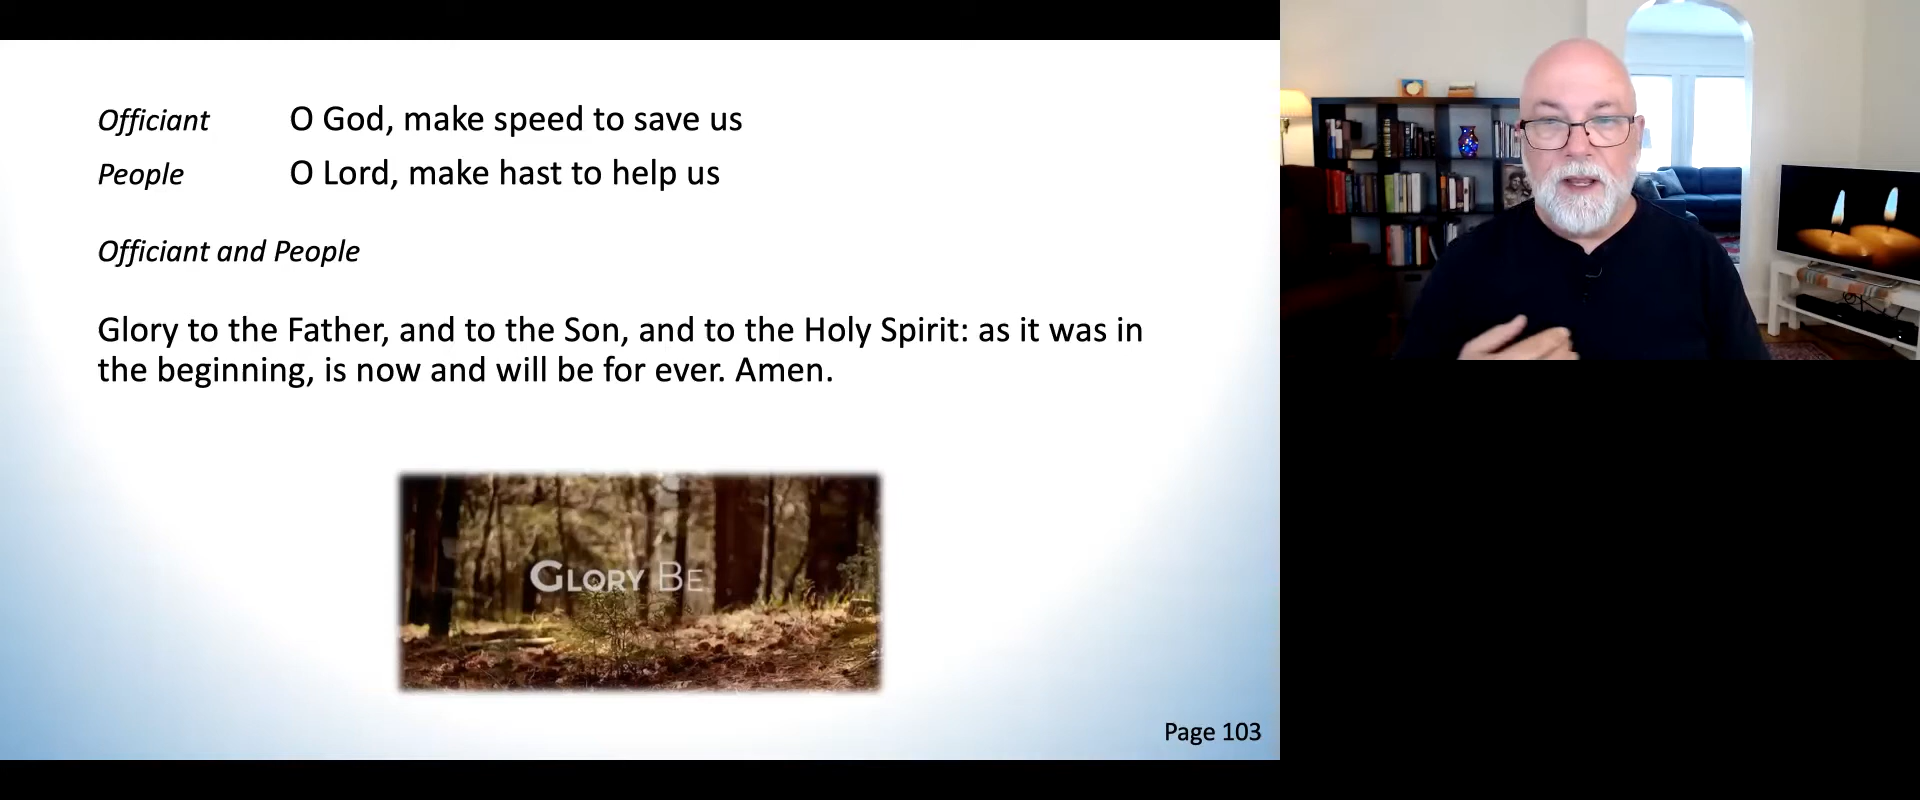 Officiant O God, make speed to save us
People O Lord, make hast to help us
Officiant and People
Glory to the Father, and to the Son, and to the Holy Spirit: as it was in
the beginning, is now and will be for ever. Amen.
GLORY BE
Page 103